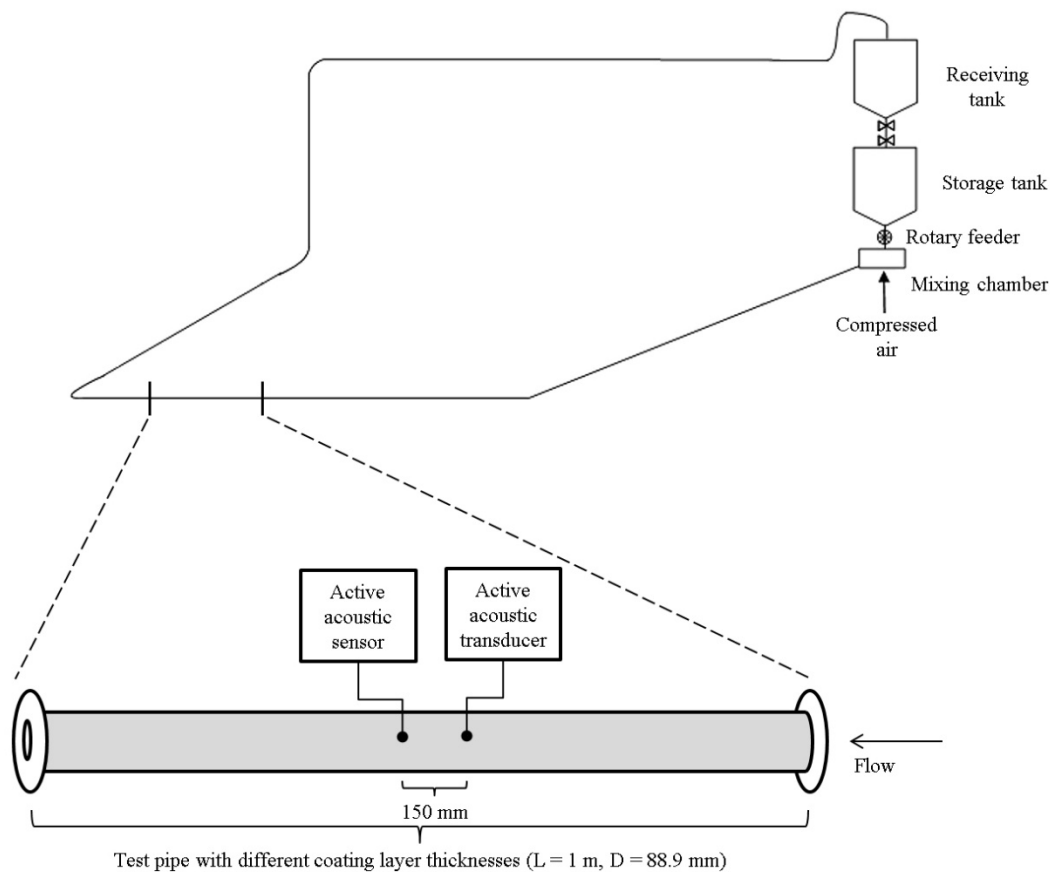 Receiving
tank
Storage tank
Rotary feeder
Mixing chamber
Compressed
air
Active
acoustic
sensor
Active
acoustic
transducer
Flow
150 mm
Test pipe with different coating layer thicknesses (L = 1 m, D = 88.9 mm)